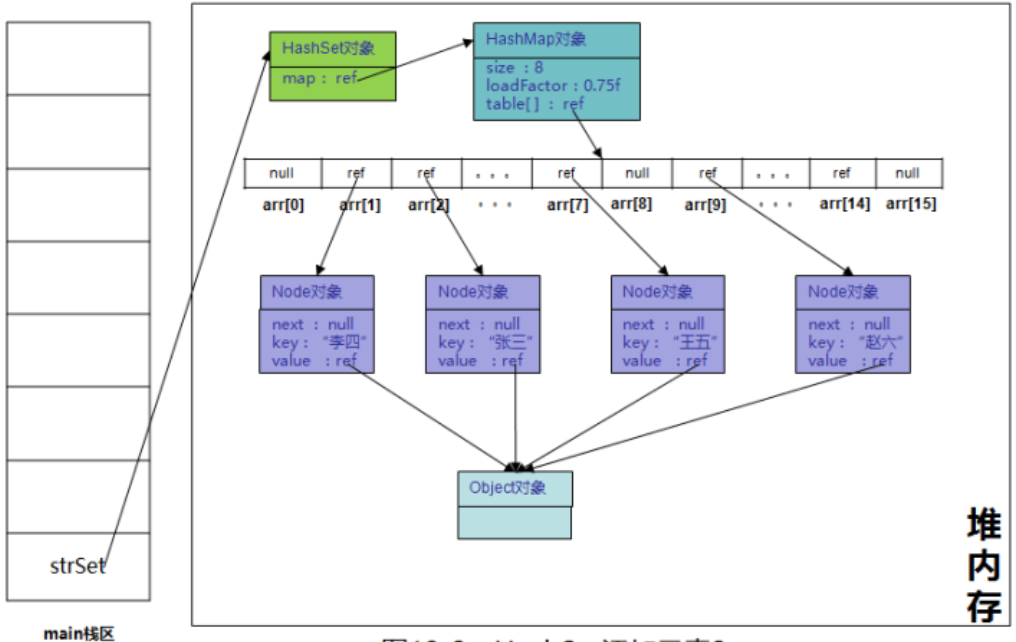 HashSet对象
map : ref
HashMap对象
size : 8
loadFactor : 0.75f
table[] : ref
null ref ref 。。。 ref null ref 。。。 ref null
arr[0] arr[1] arr[2] 。。。 arr[7] arr[8] arr[9] 。。。 arr[14] arr[15]
Node对象
next : null
key : “李四”
value : ref
Node对象
next : null
key : “张三”
value : ref
Node对象
next : null
key : “王五”
value : ref
Node对象
next : null
key : “赵六”
value : ref
Object对象
strSet
main栈区
堆
内
存